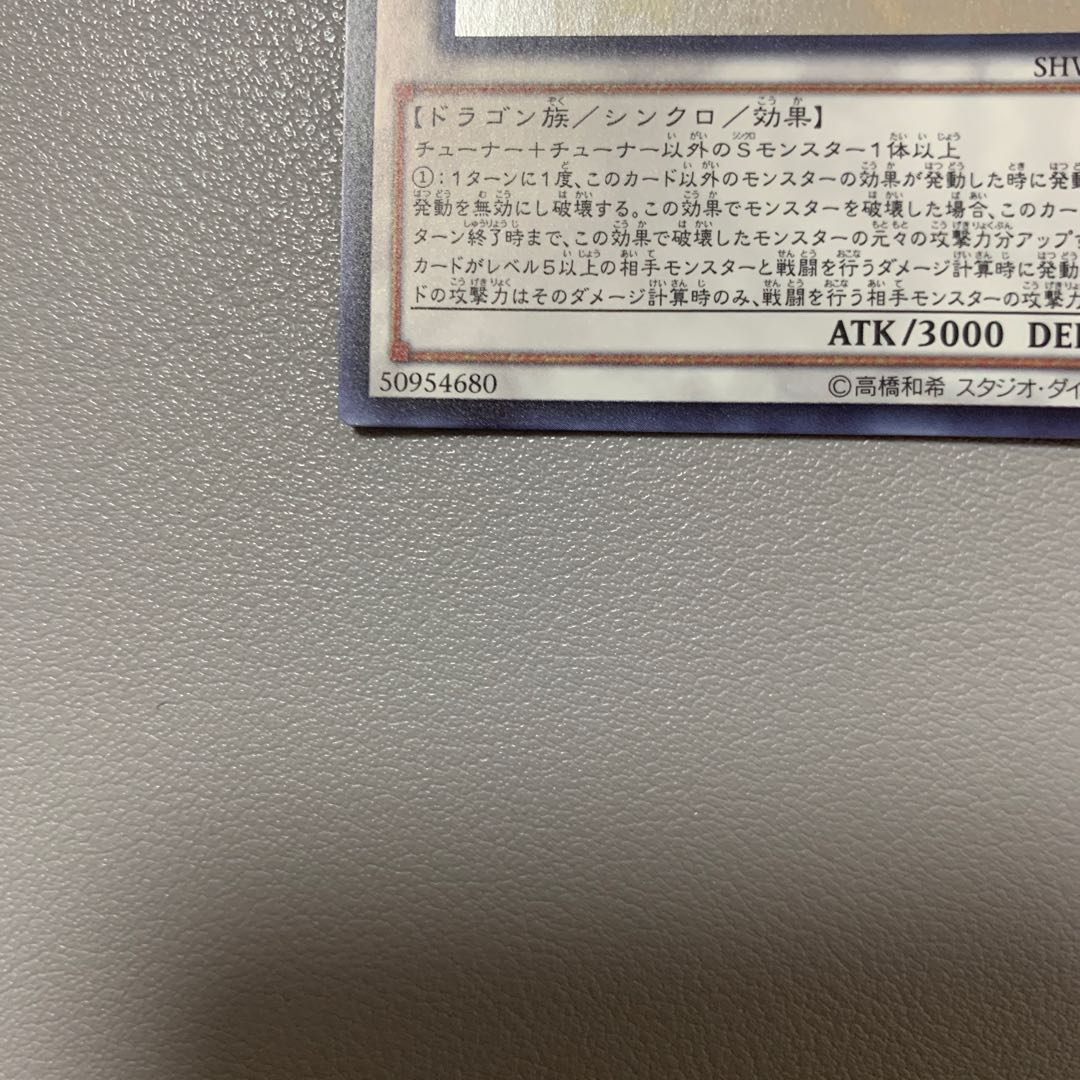 SHV
【ドラゴン族／シンクロ／効果】
チューナー＋チューナー以外のSモンスター1体以上
①：1ターンに1度、このカード以外のモンスターの効果が発動した時に発動
発動を無効にし破壊する。この効果でモンスターを破壊した場合、このカー
ターン終了時まで、この効果で破壊したモンスターの元々の攻撃力分アップす
カードがレベル5以上の相手モンスターと戦闘を行うダメージ計算時に発動
ドの攻撃力はそのダメージ計算時のみ、戦闘を行う相手モンスターの攻撃力
ATK/3000 DEF
50954680 ©高橋和希 スタジオ・ダイ